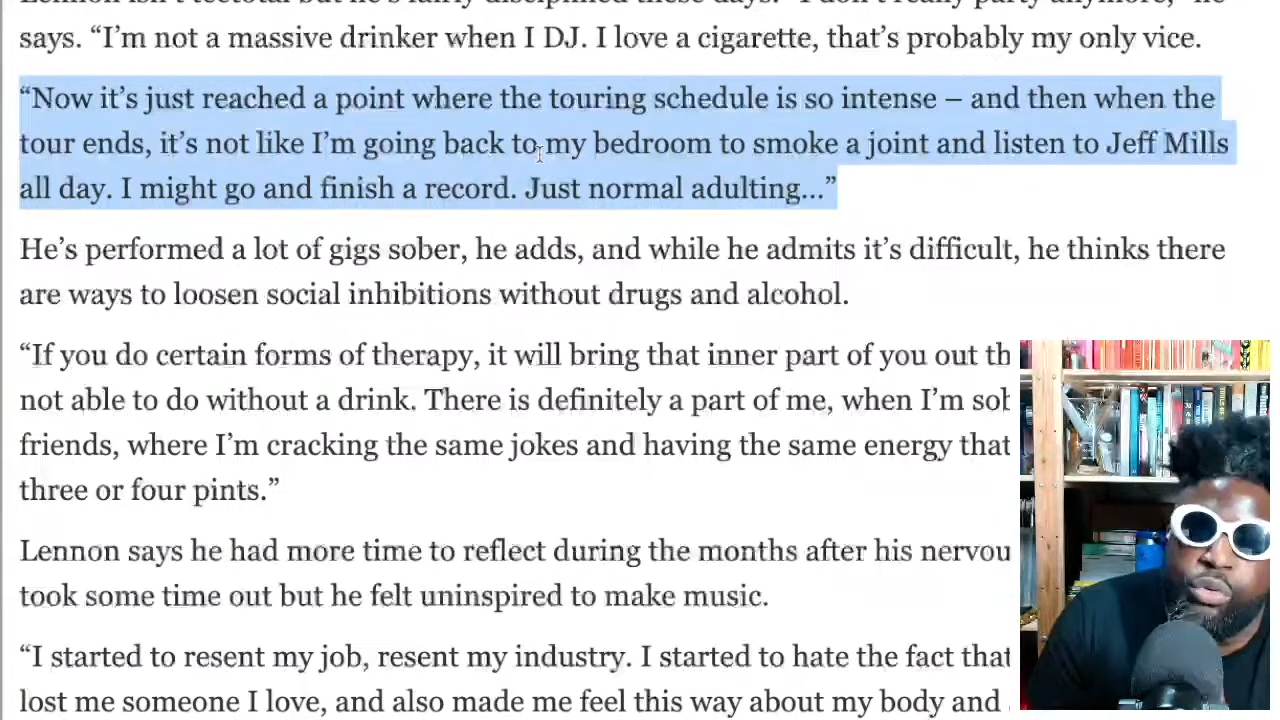 says. “I’m not a massive drinker when I DJ. I love a cigarette, that’s probably my only vice.
“Now it’s just reached a point where the touring schedule is so intense – and then when the
tour ends, it’s not like I’m going back to my bedroom to smoke a joint and listen to Jeff Mills
all day. I might go and finish a record. Just normal adulting...”
He’s performed a lot of gigs sober, he adds, and while he admits it’s difficult, he thinks there
are ways to loosen social inhibitions without drugs and alcohol.
“If you do certain forms of therapy, it will bring that inner part of you out th
not able to do without a drink. There is definitely a part of me, when I’m sob
friends, where I’m cracking the same jokes and having the same energy that
three or four pints.”
Lennon says he had more time to reflect during the months after his nervou
took some time out but he felt uninspired to make music.
“I started to resent my job, resent my industry. I started to hate the fact that
lost me someone I love, and also made me feel this way about my body and